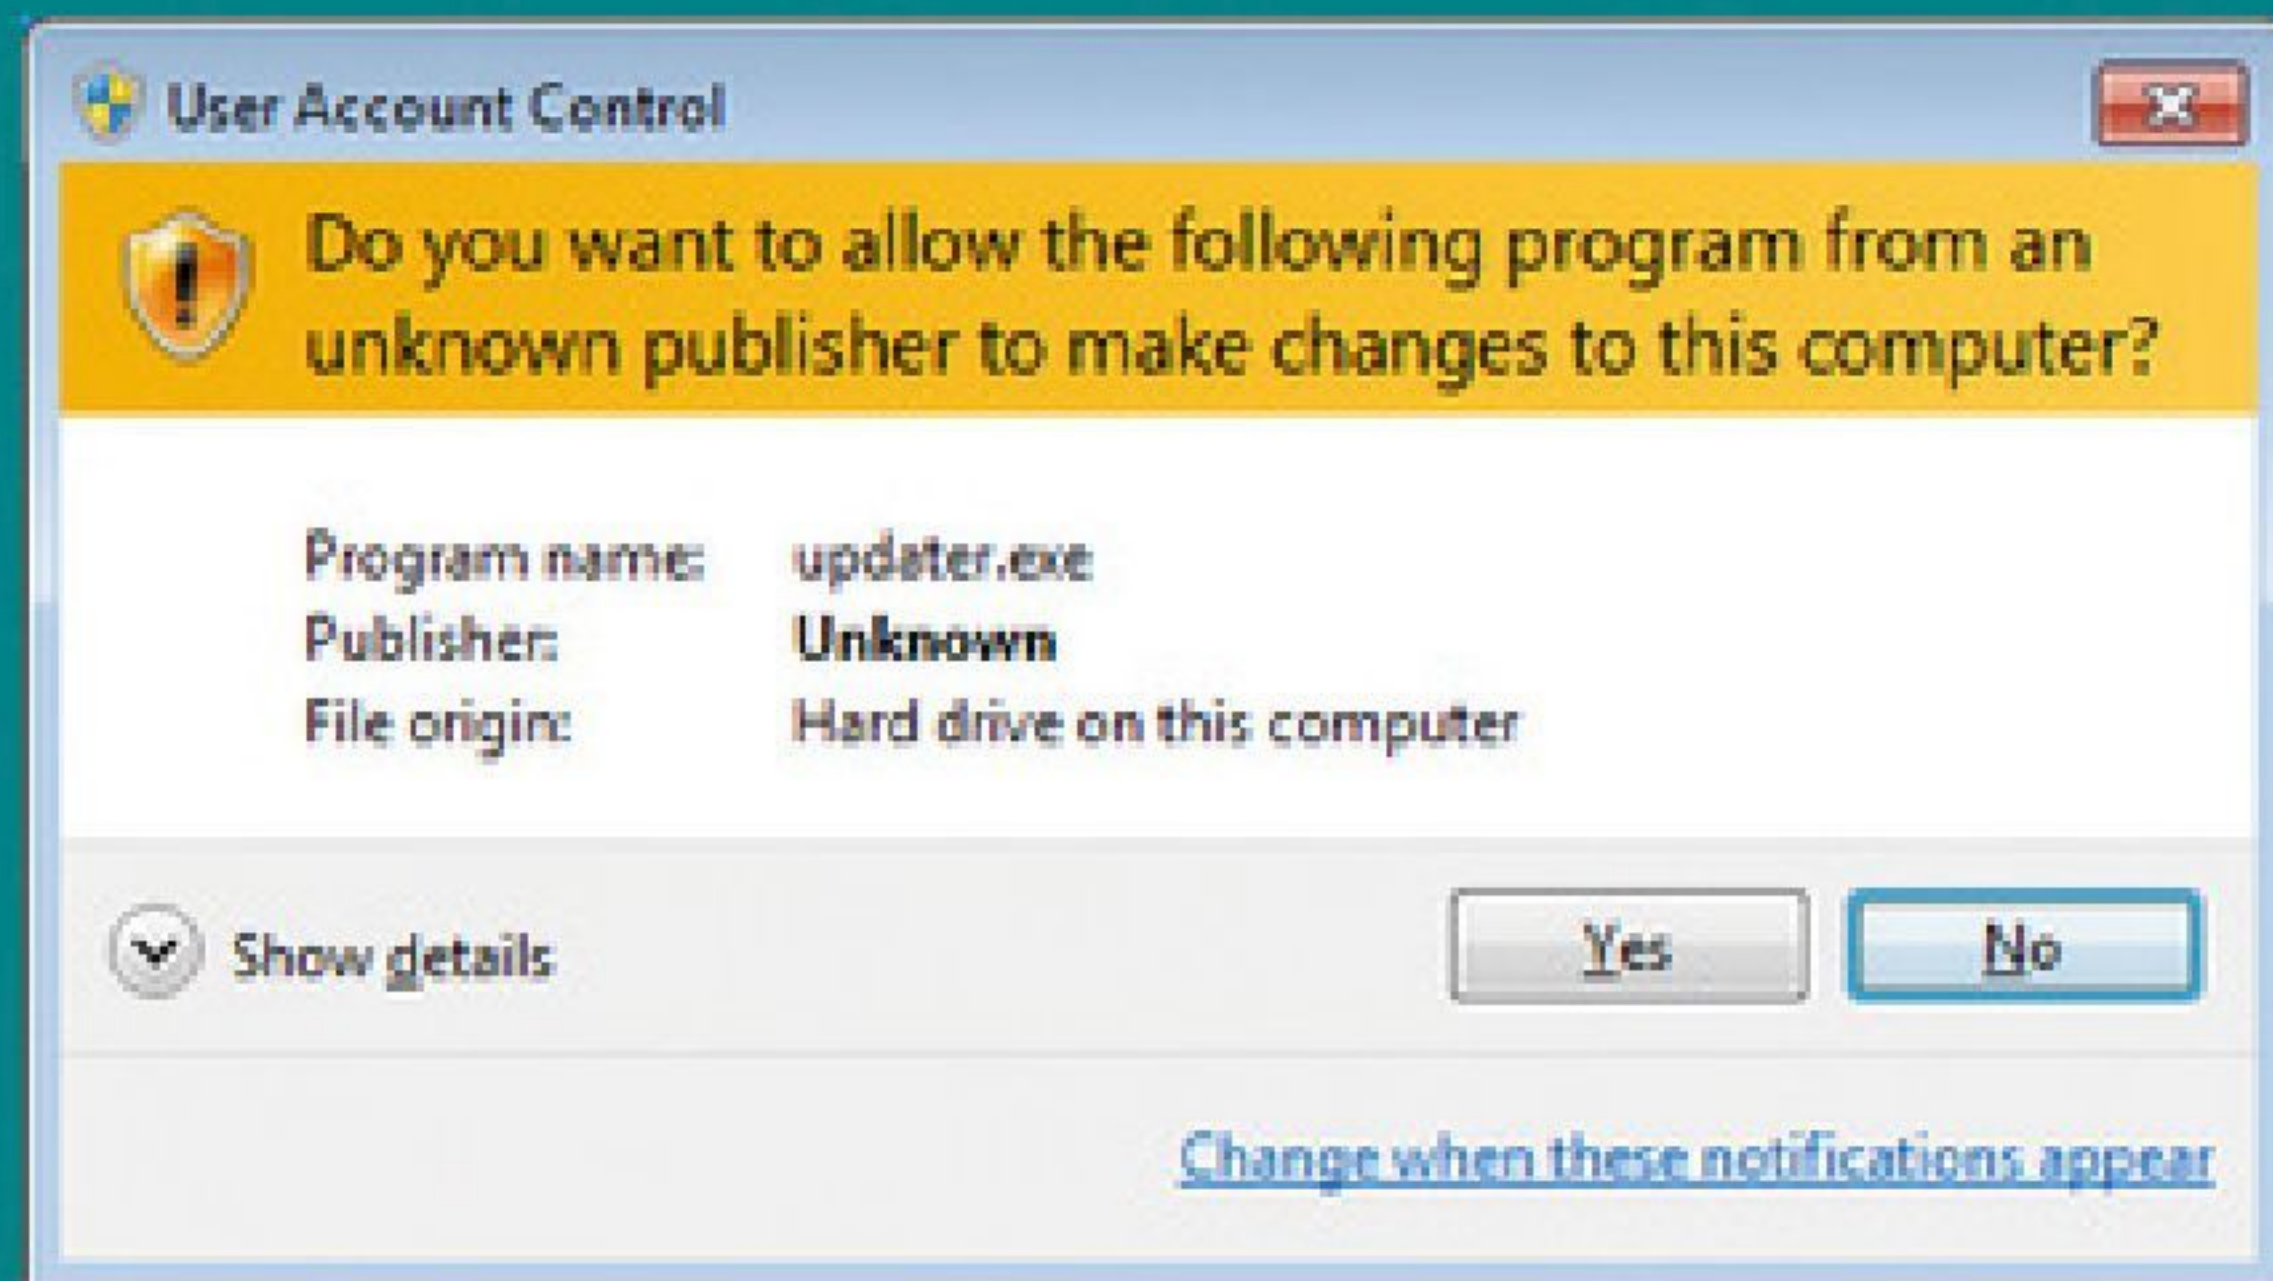 User Account Control
Do you want to allow the following program from an
unknown publisher to make changes to this computer?
Program name: updater.exe
Publisher: Unknown
File origin: Hard drive on this computer
Show details
Yes No
Change when these notifications appear